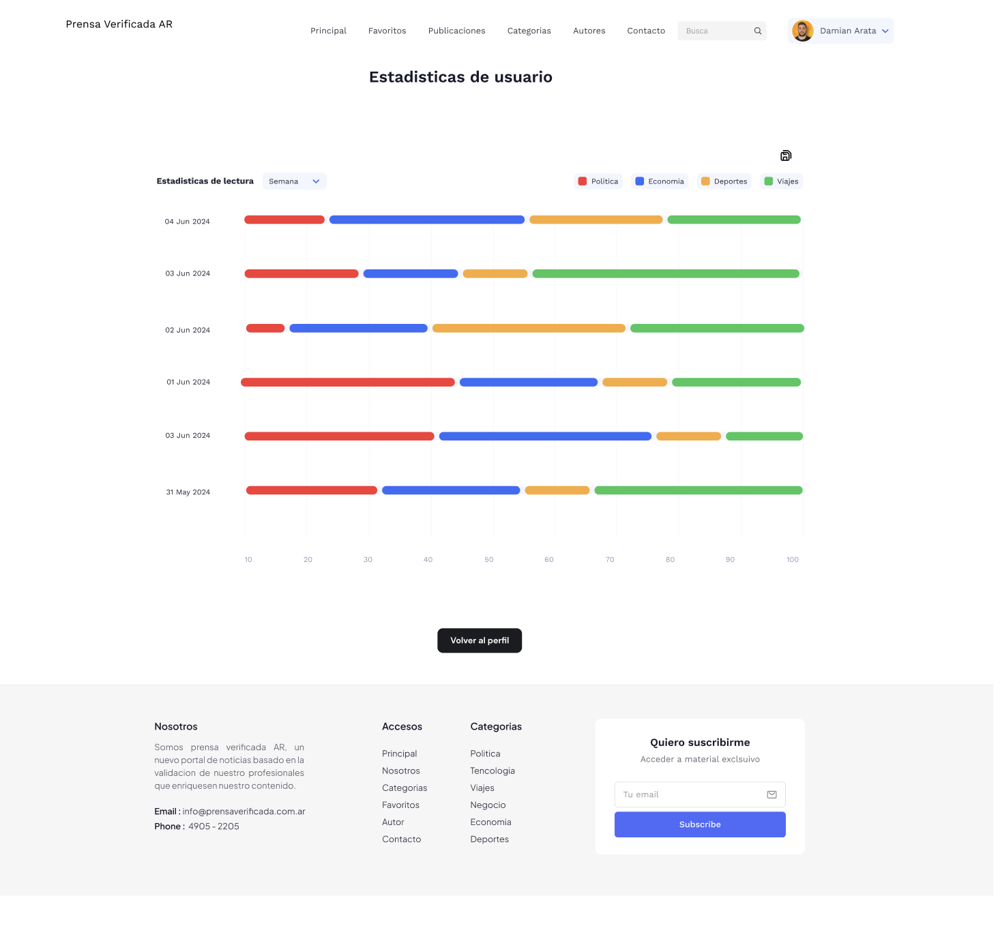 Prensa Verificada AR
Principal
Favoritos
Publicaciones
Categorias
Autores
Contacto
Busca
Damian Arata
Estadisticas de usuario
Estadisticas de lectura
Semana
Politica
Economia
Deportes
Viajes
04 Jun 2024
03 Jun 2024
02 Jun 2024
01 Jun 2024
03 Jun 2024
31 May 2024
10 20 30 40 50 60 70 80 90 100
Volver al perfil
Nosotros
Somos prensa verificada AR, un
nuevo portal de noticias basado en la
validacion de nuestro profesionales
que enriquesen nuestro contenido.
Email : info@prensaverificada.com.ar
Phone : 4905 - 2205
Accesos
Principal
Nosotros
Categorias
Favoritos
Autor
Contacto
Categorias
Politica
Tencologia
Viajes
Negocio
Economia
Deportes
Quiero suscribirme
Acceder a material exclsuivo
Tu email
Subscribe